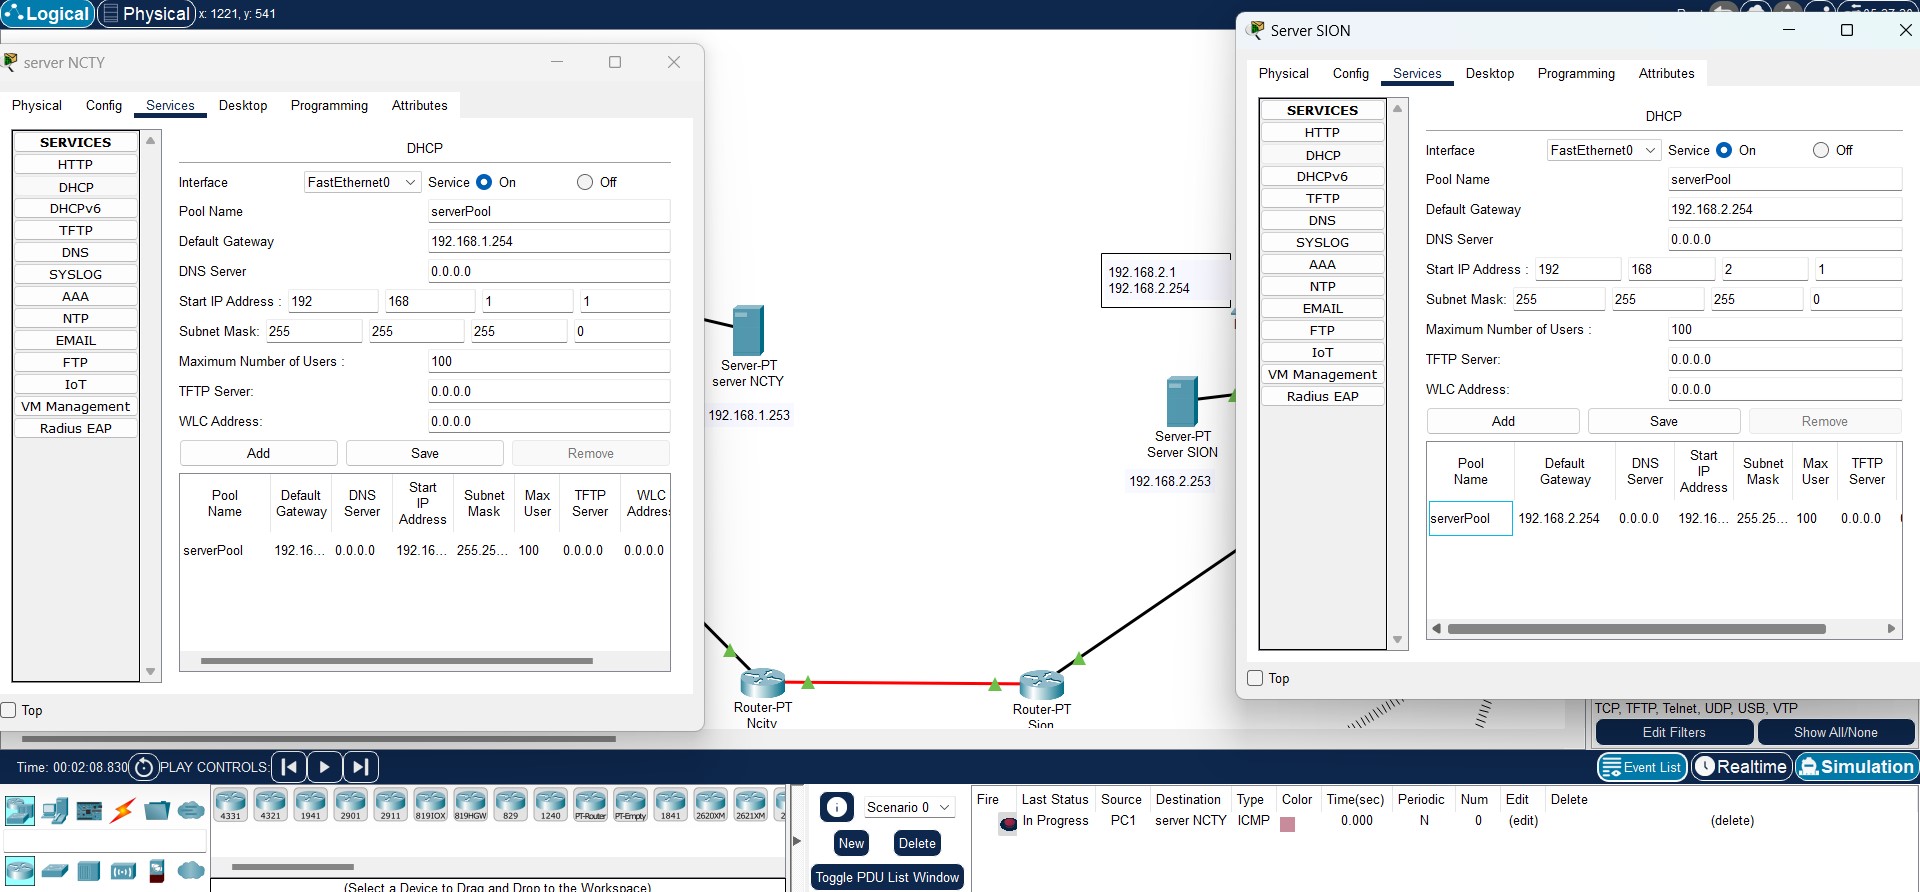 Logical
Physical
x: 1221, y: 541
server NCTY
Physical Config Services Desktop Programming Attributes
SERVICES
HTTP
DHCP
DHCPv6
TFTP
DNS
SYSLOG
AAA
NTP
EMAIL
FTP
IoT
VM Management
Radius EAP
DHCP
Interface FastEthernet0 Service On Off
Pool Name serverPool
Default Gateway 192.168.1.254
DNS Server 0.0.0.0
Start IP Address : 192 168 1 1
Subnet Mask: 255 255 255 0
Maximum Number of Users : 100
TFTP Server: 0.0.0.0
WLC Address: 0.0.0.0
Add Save Remove
Pool Name Default Gateway DNS Server Start IP Address Subnet Mask Max User TFTP Server WLC Address
serverPool 192.16... 0.0.0.0 192.16... 255.25... 100 0.0.0.0 0.0.0.0
Top
Server-PT
server NCTY
192.168.1.253
192.168.2.1
192.168.2.254
Server-PT
Server SION
192.168.2.253
Router-PT
Ncity
Router-PT
Sion
Server SION
Physical Config Services Desktop Programming Attributes
SERVICES
HTTP
DHCP
DHCPv6
TFTP
DNS
SYSLOG
AAA
NTP
EMAIL
FTP
IoT
VM Management
Radius EAP
DHCP
Interface FastEthernet0 Service On Off
Pool Name serverPool
Default Gateway 192.168.2.254
DNS Server 0.0.0.0
Start IP Address : 192 168 2 1
Subnet Mask: 255 255 255 0
Maximum Number of Users : 100
TFTP Server: 0.0.0.0
WLC Address: 0.0.0.0
Add Save Remove
Pool Name Default Gateway DNS Server Start IP Address Subnet Mask Max User TFTP Server
serverPool 192.168.2.254 0.0.0.0 192.16... 255.25... 100 0.0.0.0
Top
TCP, TFTP, Telnet, UDP, USB, VTP
Edit Filters Show All/None
Time: 00:02:08.830 PLAY CONTROLS:
Event List Realtime Simulation
4331 4321 1941 2901 2911 819IOX 819HGW 829 1240 PT-Router PT-Empty 1841 2620XM 2621XM
(Select a Device to Drag and Drop to the Workspace)
Scenario 0
New Delete
Toggle PDU List Window
Fire Last Status Source Destination Type Color Time(sec) Periodic Num Edit Delete
In Progress PC1 server NCTY ICMP 0.000 N 0 (edit) (delete)